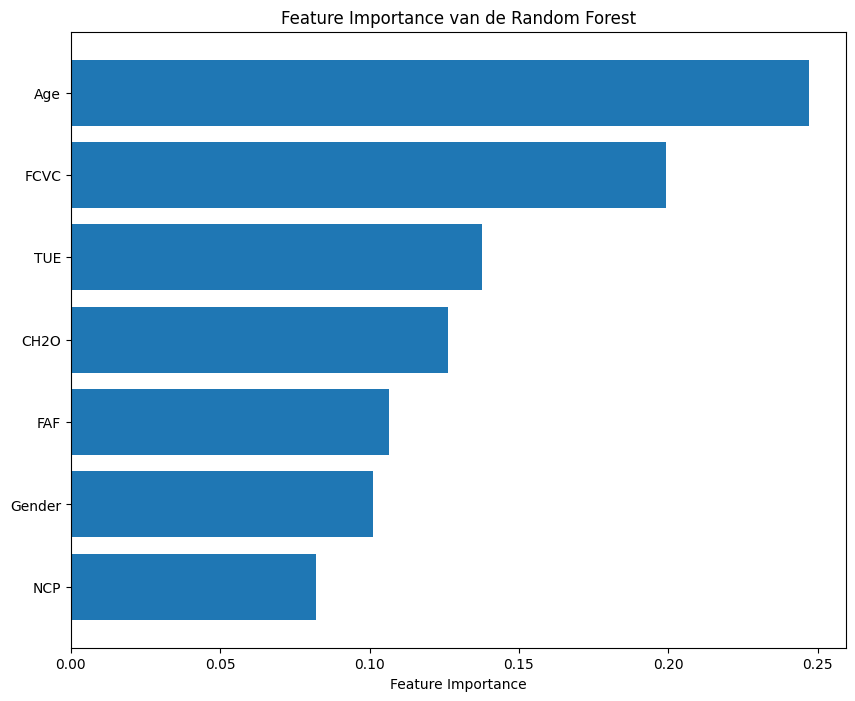 Feature Importance van de Random Forest
Age
FCVC
TUE
CH2O
FAF
Gender
NCP
0.00 0.05 0.10 0.15 0.20 0.25
Feature Importance